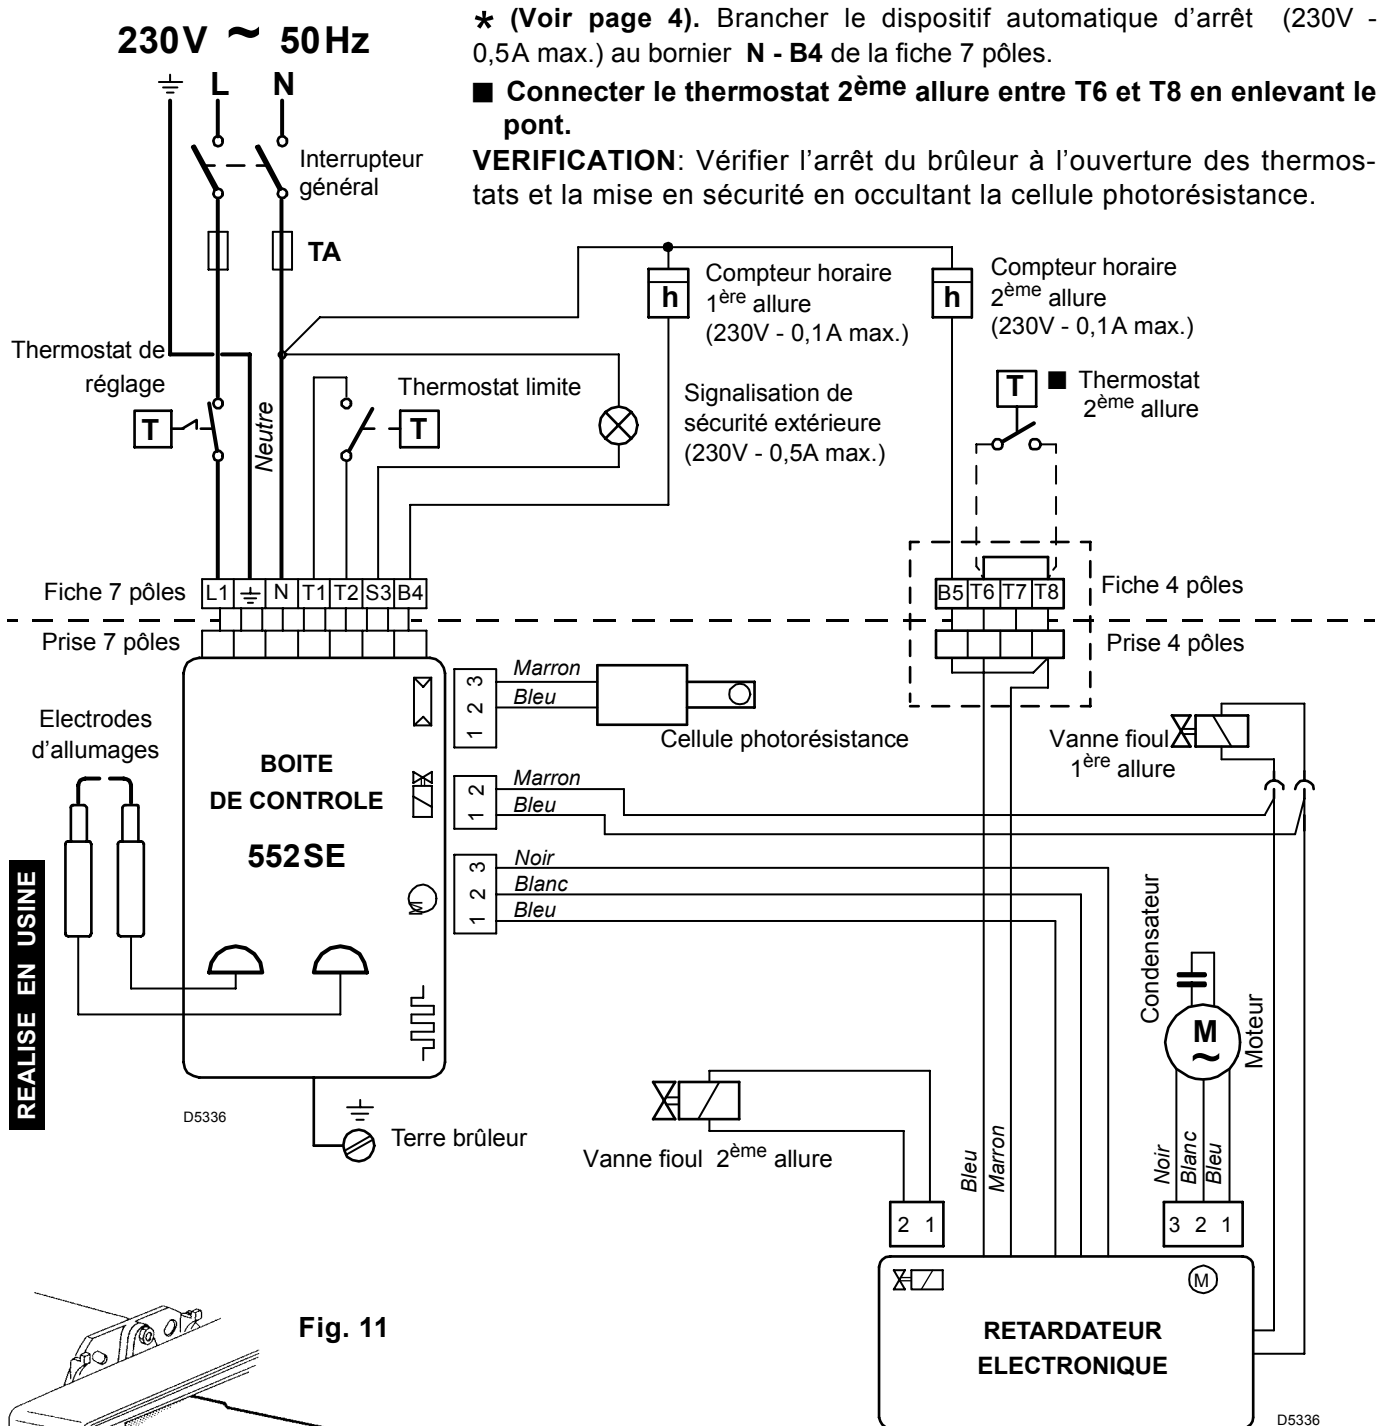 230V ~ 50Hz
* (Voir page 4). Brancher le dispositif automatique d’arrêt (230V -
0,5A max.) au bornier N - B4 de la fiche 7 pôles.
■ Connecter le thermostat 2ème allure entre T6 et T8 en enlevant le
pont.
VERIFICATION: Vérifier l’arrêt du brûleur à l’ouverture des thermos-
tats et la mise en sécurité en occultant la cellule photorésistance.
L N
Interrupteur
général
TA
h
Compteur horaire
1ère allure
(230V - 0,1A max.)
h
Compteur horaire
2ème allure
(230V - 0,1A max.)
Thermostat de
réglage
T
Neutre
Thermostat limite
T
Signalisation de
sécurité extérieure
(230V - 0,5A max.)
T
■ Thermostat
2ème allure
Fiche 7 pôles
L1 N T1 T2 S3 B4
B5 T6 T7 T8
Fiche 4 pôles
Prise 7 pôles
Prise 4 pôles
Electrodes
d’allumages
BOITE
DE CONTROLE
552SE
M
3
2
1
Marron
Bleu
Cellule photorésistance
Vanne fioul
1ère allure
2
1
Marron
Bleu
3
2
1
Noir
Blanc
Bleu
REALISE EN USINE
Condensateur
M
~
Moteur
D5336
Terre brûleur
Vanne fioul 2ème allure
Bleu
Marron
Noir
Blanc
Bleu
2 1
3 2 1
M
RETARDATEUR
ELECTRONIQUE
Fig. 11
D5336